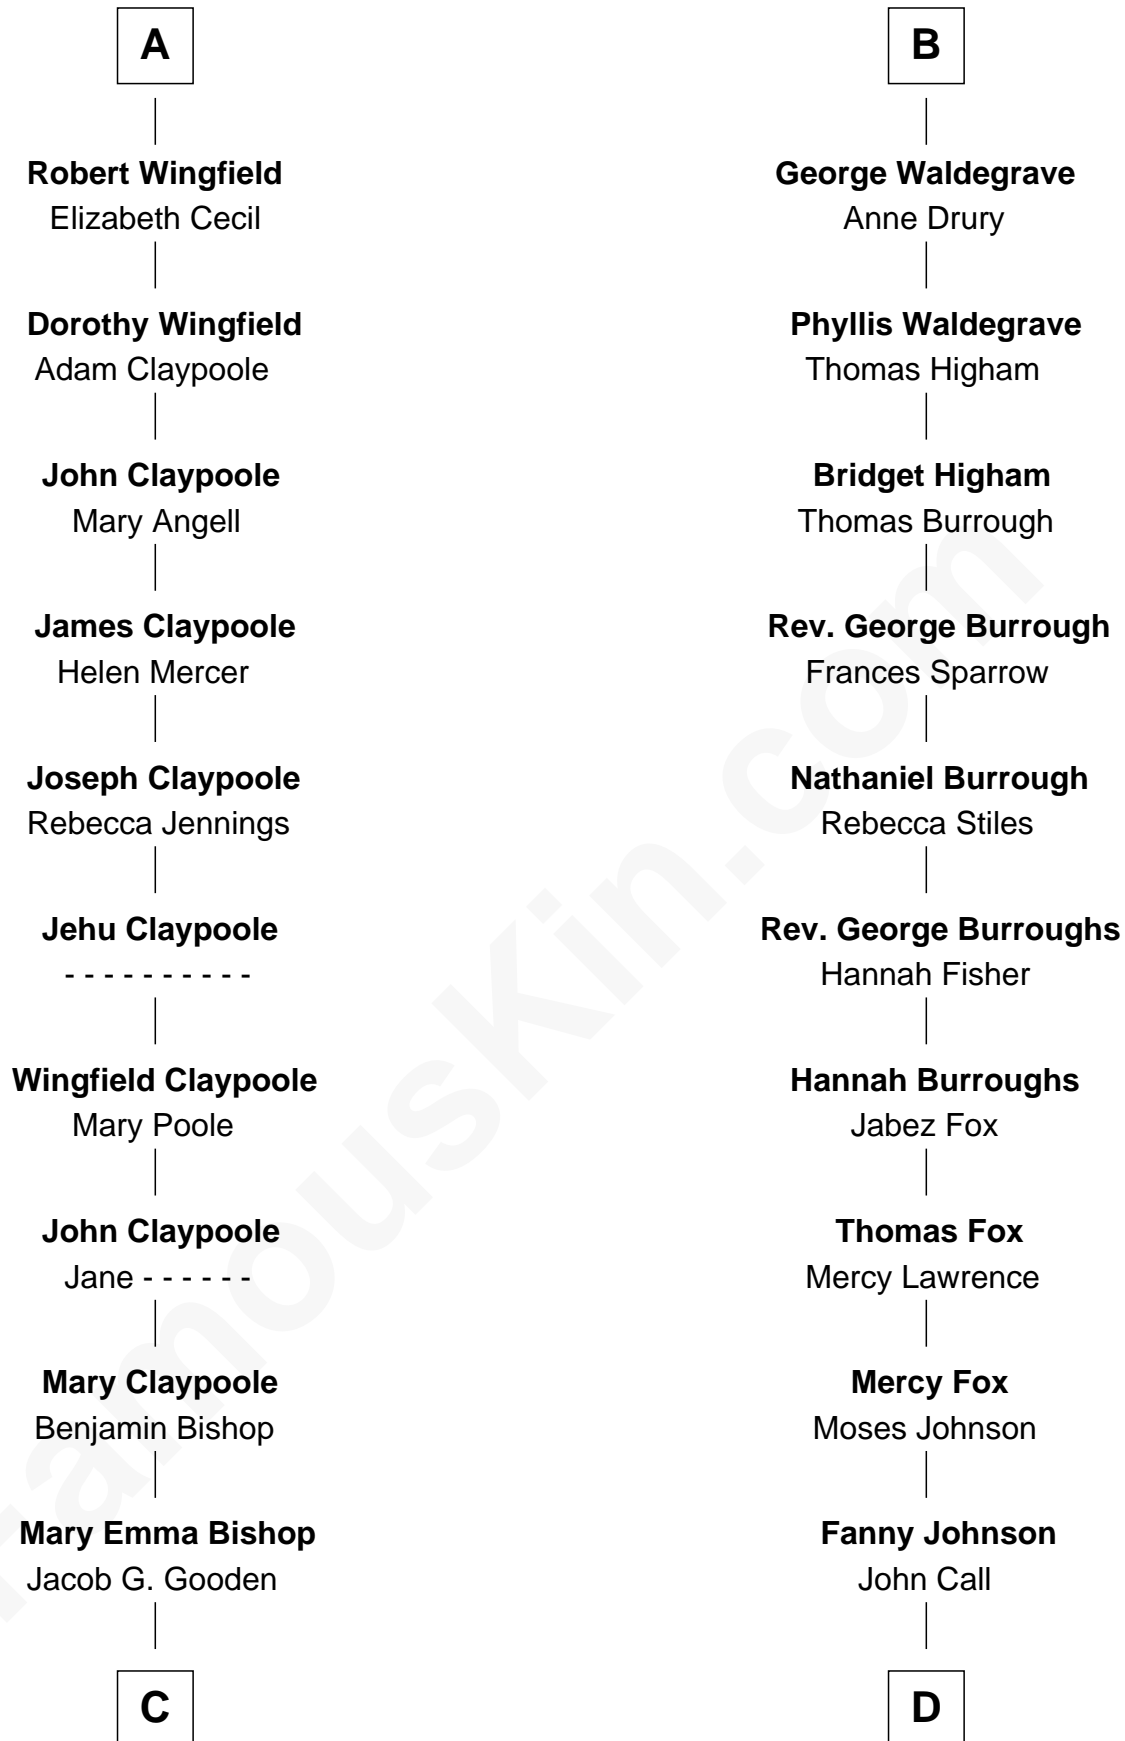 A
Robert Wingfield
Elizabeth Cecil
Dorothy Wingfield
Adam Claypoole
John Claypoole
Mary Angell
James Claypoole
Helen Mercer
Joseph Claypoole
Rebecca Jennings
Jehu Claypoole
- - - - - - - - - -
Wingfield Claypoole
Mary Poole
John Claypoole
Jane - - - - - -
Mary Claypoole
Benjamin Bishop
Mary Emma Bishop
Jacob G. Gooden
C
B
George Waldegrave
Anne Drury
Phyllis Waldegrave
Thomas Higham
Bridget Higham
Thomas Burrough
Rev. George Burrough
Frances Sparrow
Nathaniel Burrough
Rebecca Stiles
Rev. George Burroughs
Hannah Fisher
Hannah Burroughs
Jabez Fox
Thomas Fox
Mercy Lawrence
Mercy Fox
Moses Johnson
Fanny Johnson
John Call
D
FamousKin.com